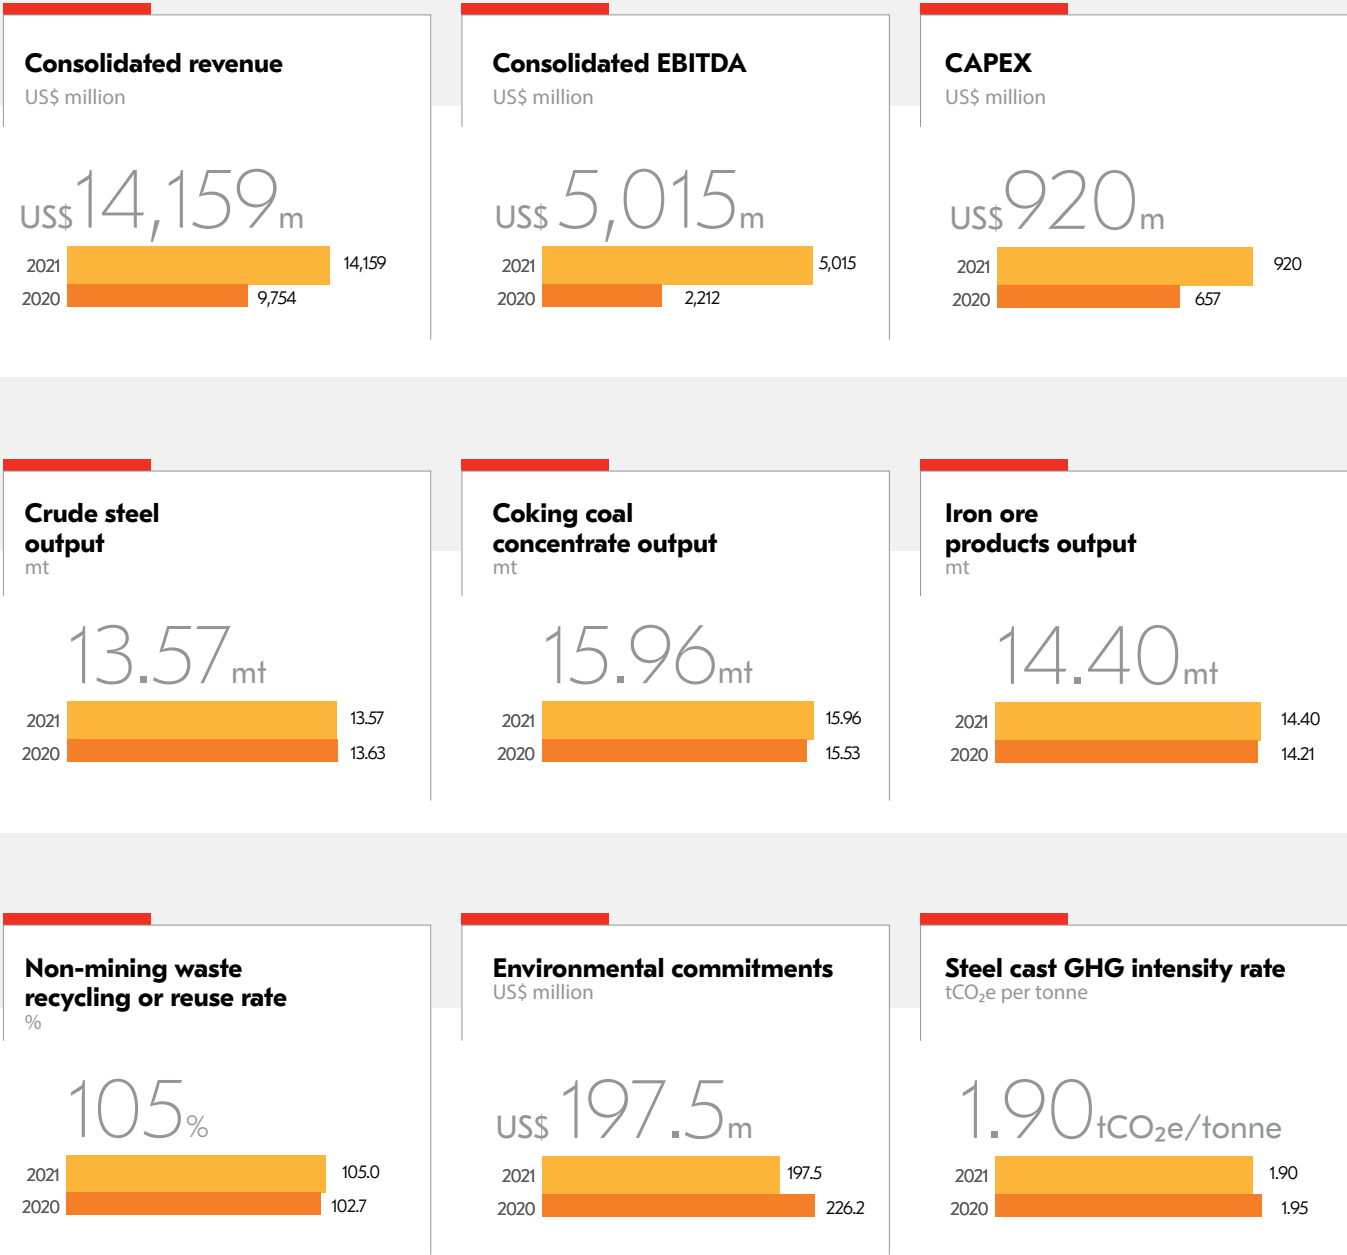 Consolidated revenue
US$ million
US$14,159m
2021 14,159
2020 9,754
Consolidated EBITDA
US$ million
US$ 5,015m
2021 5,015
2020 2,212
CAPEX
US$ million
US$920m
2021 920
2020 657
Crude steel
output
mt
13.57mt
2021 13.57
2020 13.63
Coking coal
concentrate output
mt
15.96mt
2021 15.96
2020 15.53
Iron ore
products output
mt
14.40mt
2021 14.40
2020 14.21
Non-mining waste
recycling or reuse rate
%
105%
2021 105.0
2020 102.7
Environmental commitments
US$ million
US$ 197.5m
2021 197.5
2020 226.2
Steel cast GHG intensity rate
tCO₂e per tonne
1.90tCO₂e/tonne
2021 1.90
2020 1.95